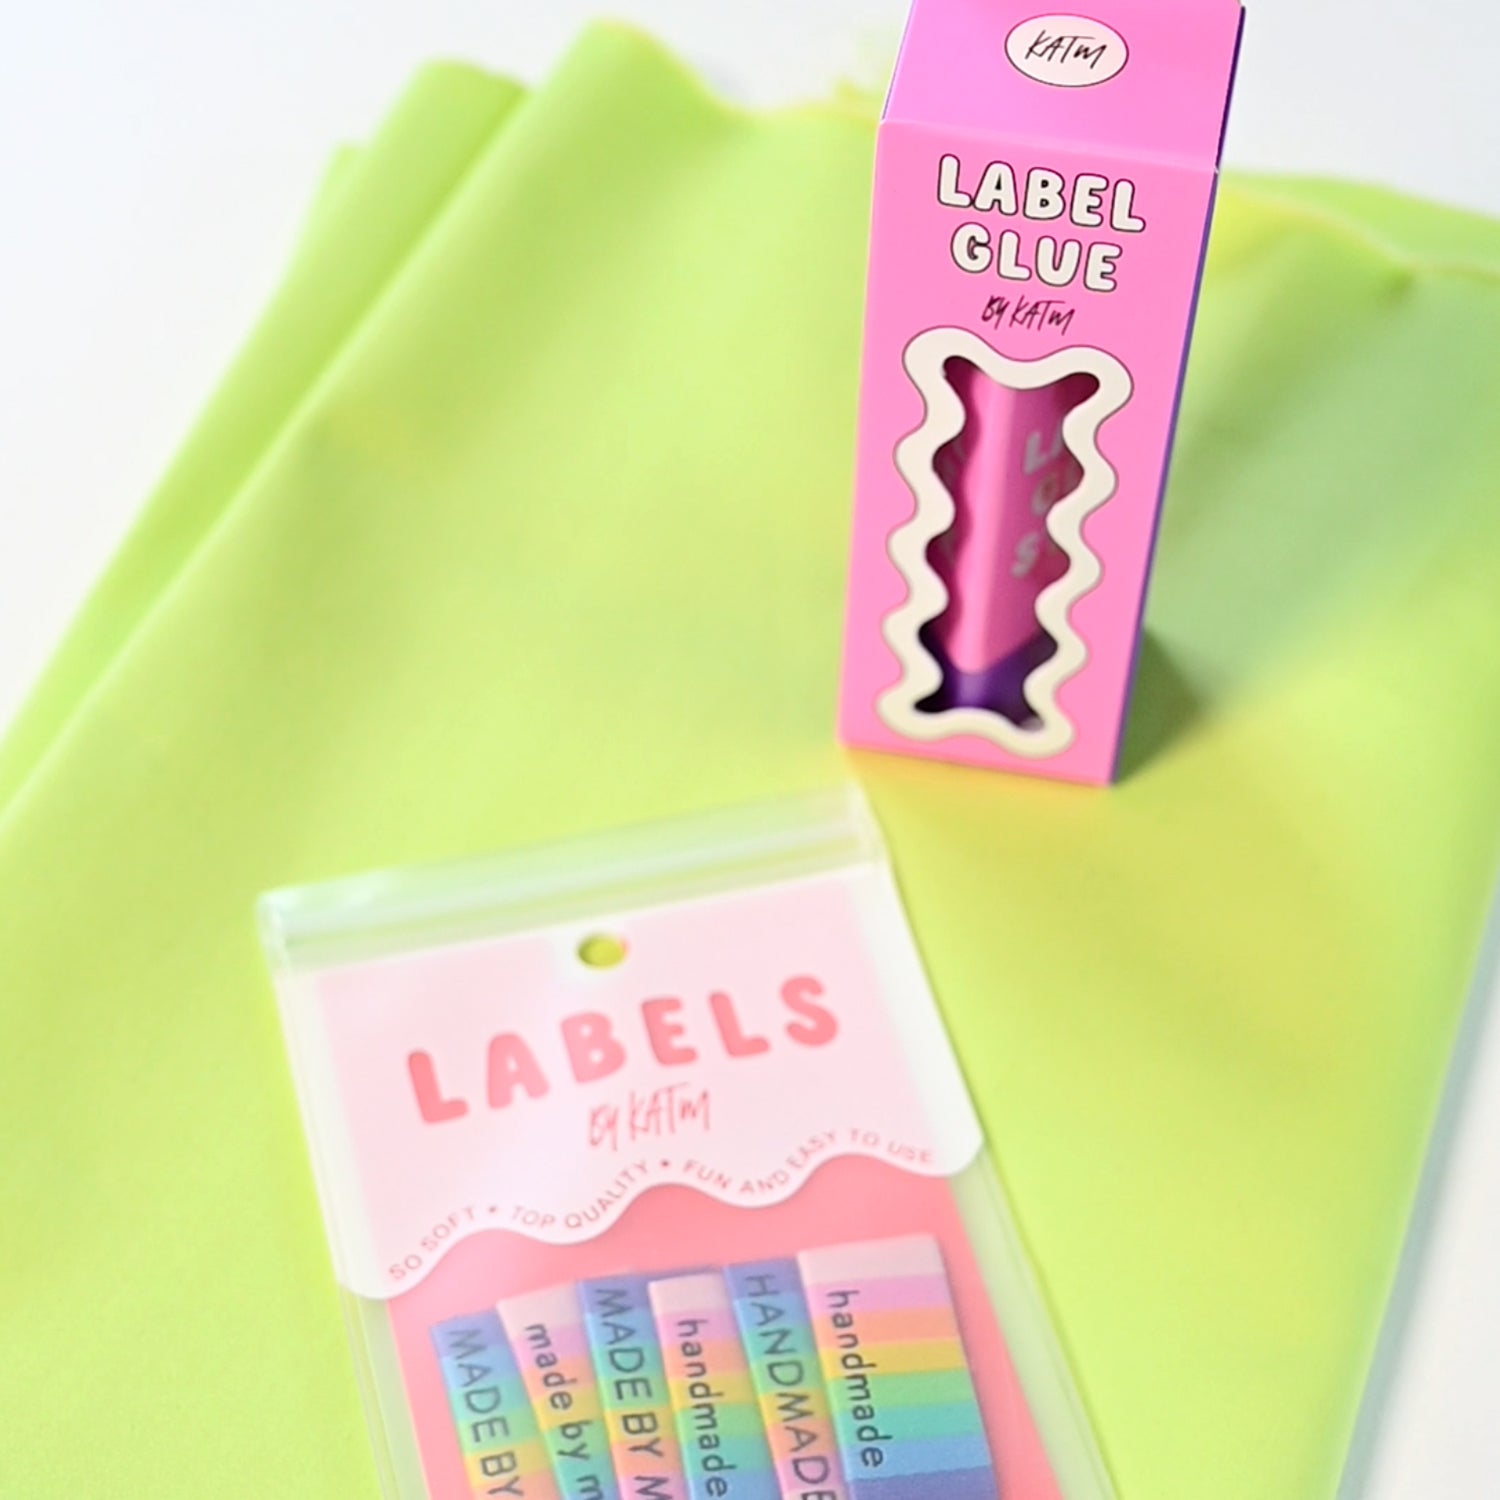 KATM
LABEL
GLUE
BY KATM
LABELS
BY KATM
SO SOFT • TOP QUALITY • FUN AND EASY TO USE
MADE BY
made by m
MADE BY M
handmade
HANDMADE
handmade